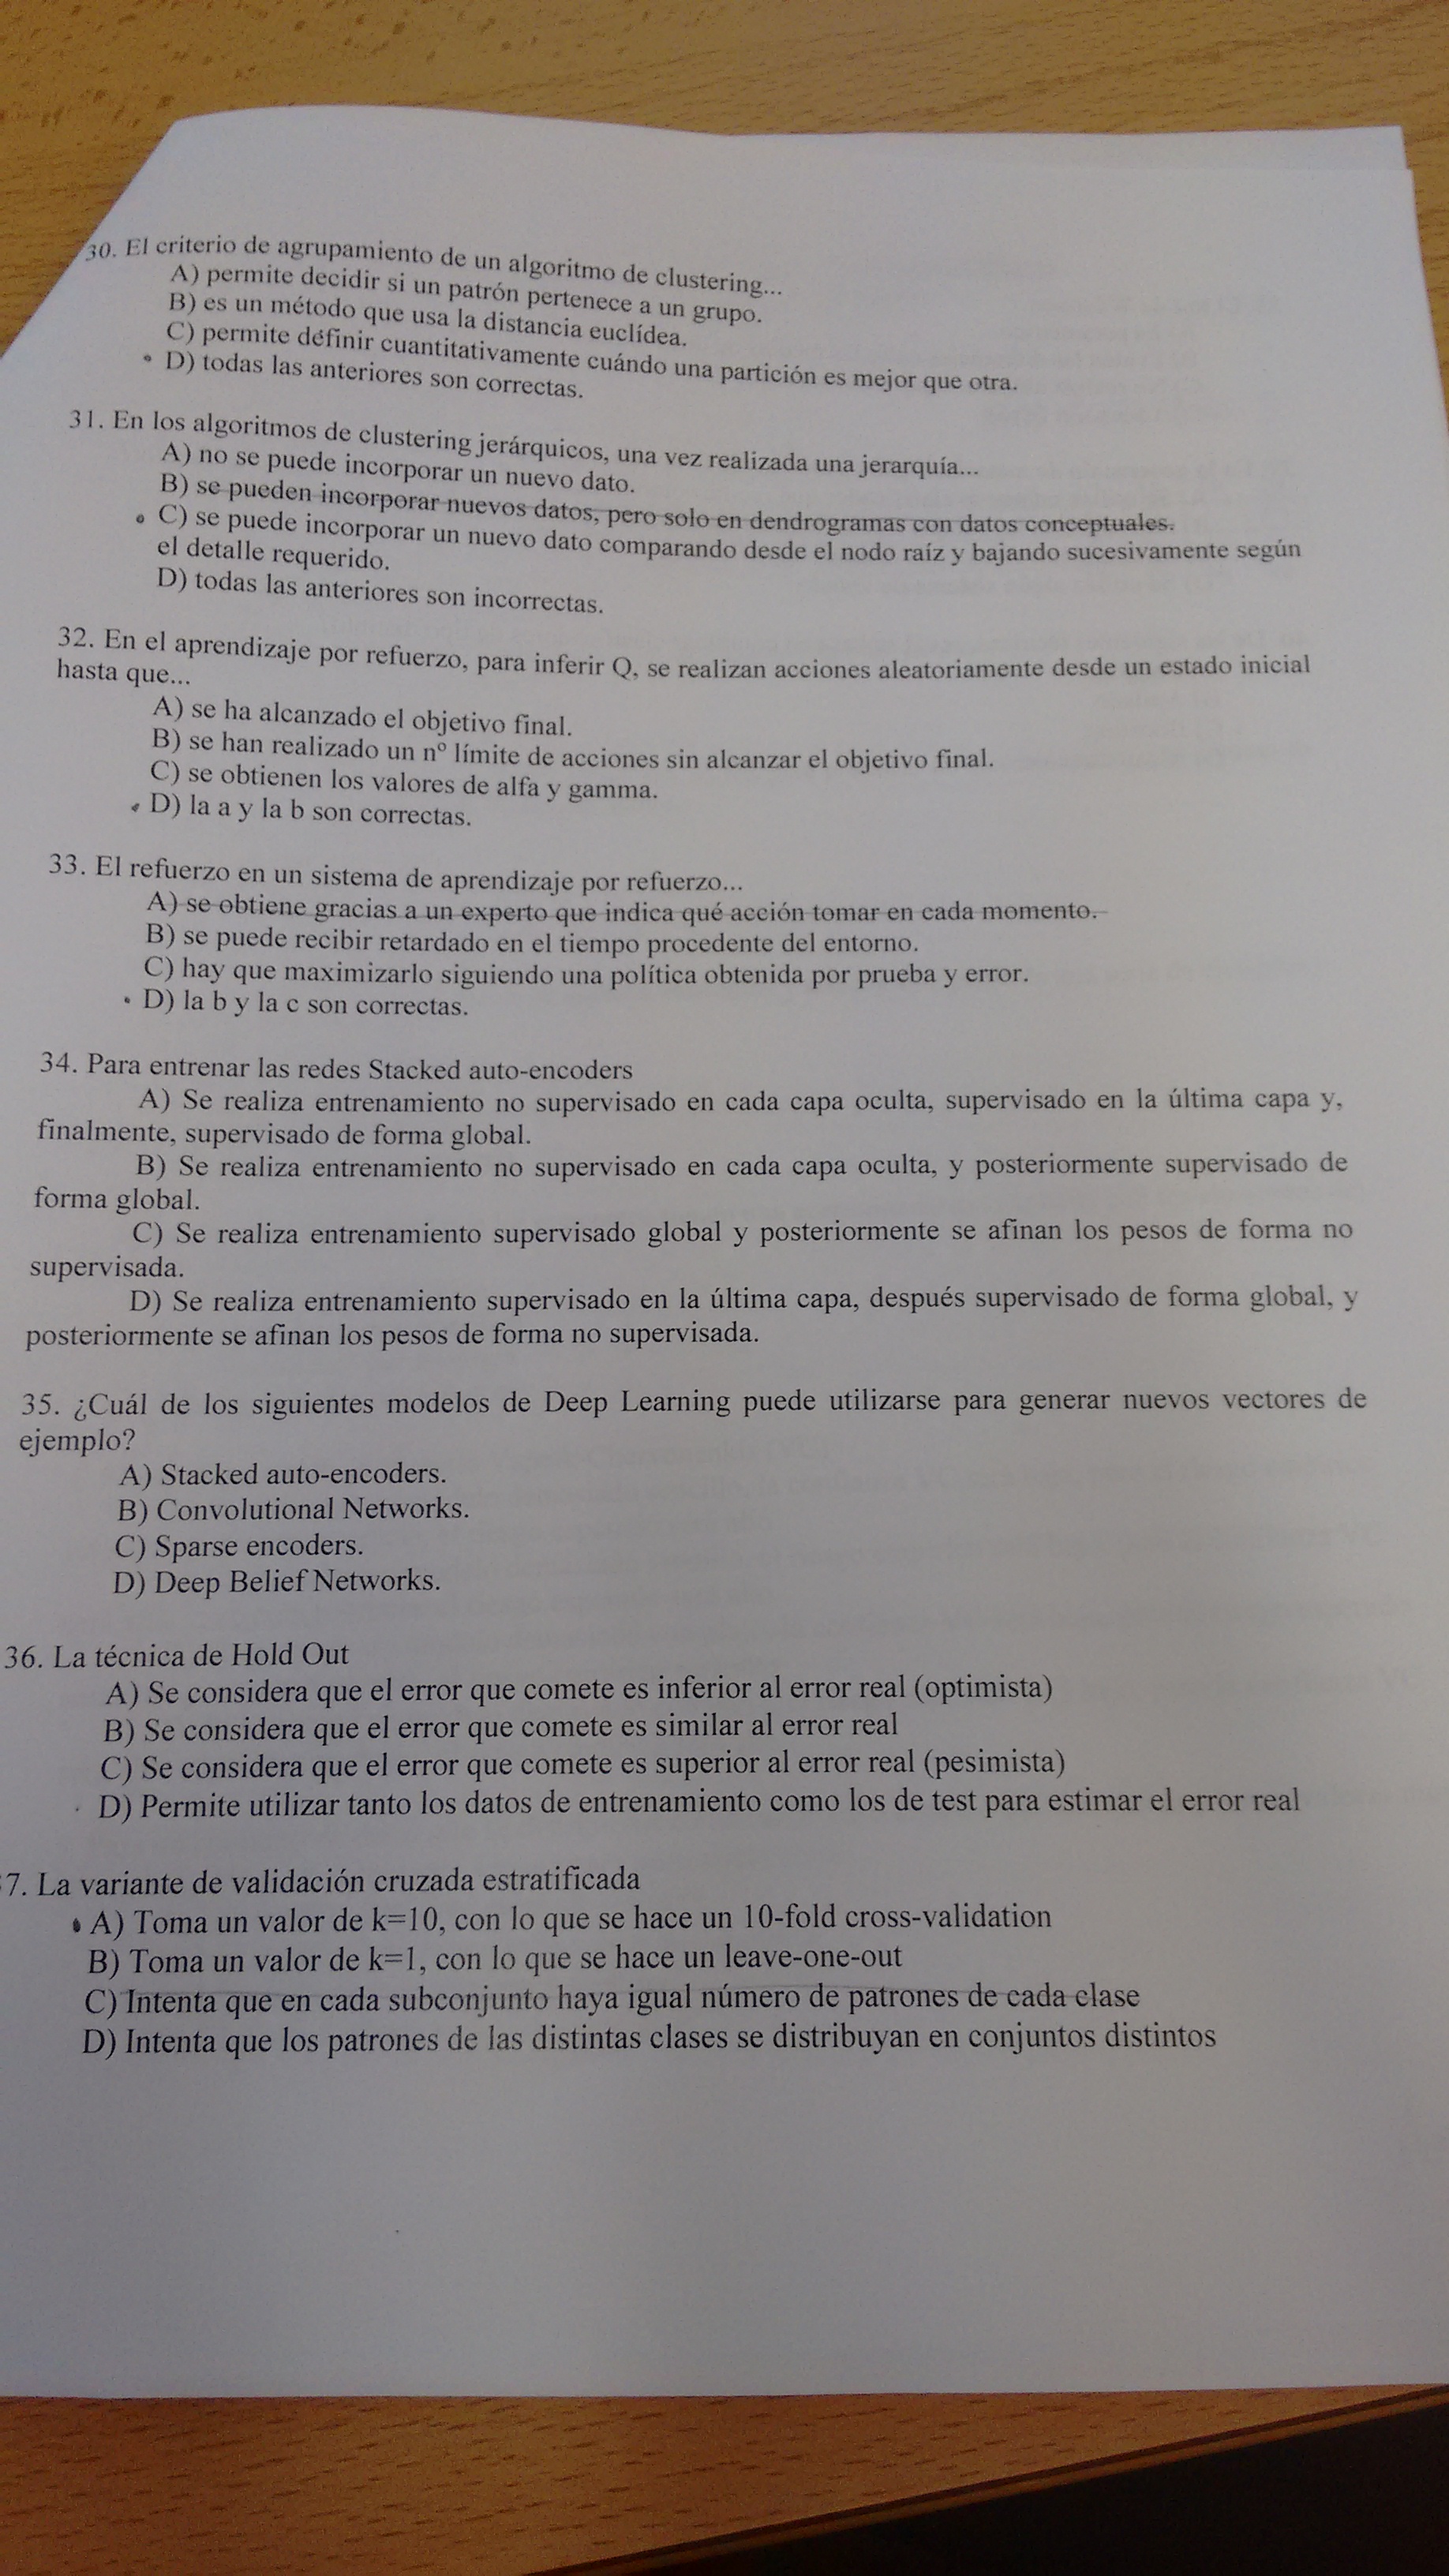 30. El criterio de agrupamiento de un algoritmo de clustering...
A) permite decidir si un patrón pertenece a un grupo.
B) es un método que usa la distancia euclídea.
C) permite definir cuantitativamente cuándo una partición es mejor que otra.
D) todas las anteriores son correctas.
31. En los algoritmos de clustering jerárquicos, una vez realizada una jerarquía...
A) no se puede incorporar un nuevo dato.
B) se pueden incorporar nuevos datos, pero solo en dendrogramas con datos conceptuales.
C) se puede incorporar un nuevo dato comparando desde el nodo raíz y bajando sucesivamente según
el detalle requerido.
D) todas las anteriores son incorrectas.
32. En el aprendizaje por refuerzo, para inferir Q, se realizan acciones aleatoriamente desde un estado inicial
hasta que...
A) se ha alcanzado el objetivo final.
B) se han realizado un nº límite de acciones sin alcanzar el objetivo final.
C) se obtienen los valores de alfa y gamma.
D) la a y la b son correctas.
33. El refuerzo en un sistema de aprendizaje por refuerzo...
A) se obtiene gracias a un experto que indica qué acción tomar en cada momento.
B) se puede recibir retardado en el tiempo procedente del entorno.
C) hay que maximizarlo siguiendo una política obtenida por prueba y error.
D) la b y la c son correctas.
34. Para entrenar las redes Stacked auto-encoders
A) Se realiza entrenamiento no supervisado en cada capa oculta, supervisado en la última capa y,
finalmente, supervisado de forma global.
B) Se realiza entrenamiento no supervisado en cada capa oculta, y posteriormente supervisado de
forma global.
C) Se realiza entrenamiento supervisado global y posteriormente se afinan los pesos de forma no
supervisada.
D) Se realiza entrenamiento supervisado en la última capa, después supervisado de forma global, y
posteriormente se afinan los pesos de forma no supervisada.
35. ¿Cuál de los siguientes modelos de Deep Learning puede utilizarse para generar nuevos vectores de
ejemplo?
A) Stacked auto-encoders.
B) Convolutional Networks.
C) Sparse encoders.
D) Deep Belief Networks.
36. La técnica de Hold Out
A) Se considera que el error que comete es inferior al error real (optimista)
B) Se considera que el error que comete es similar al error real
C) Se considera que el error que comete es superior al error real (pesimista)
D) Permite utilizar tanto los datos de entrenamiento como los de test para estimar el error real
7. La variante de validación cruzada estratificada
A) Toma un valor de k=10, con lo que se hace un 10-fold cross-validation
B) Toma un valor de k=1, con lo que se hace un leave-one-out
C) Intenta que en cada subconjunto haya igual número de patrones de cada clase
D) Intenta que los patrones de las distintas clases se distribuyan en conjuntos distintos